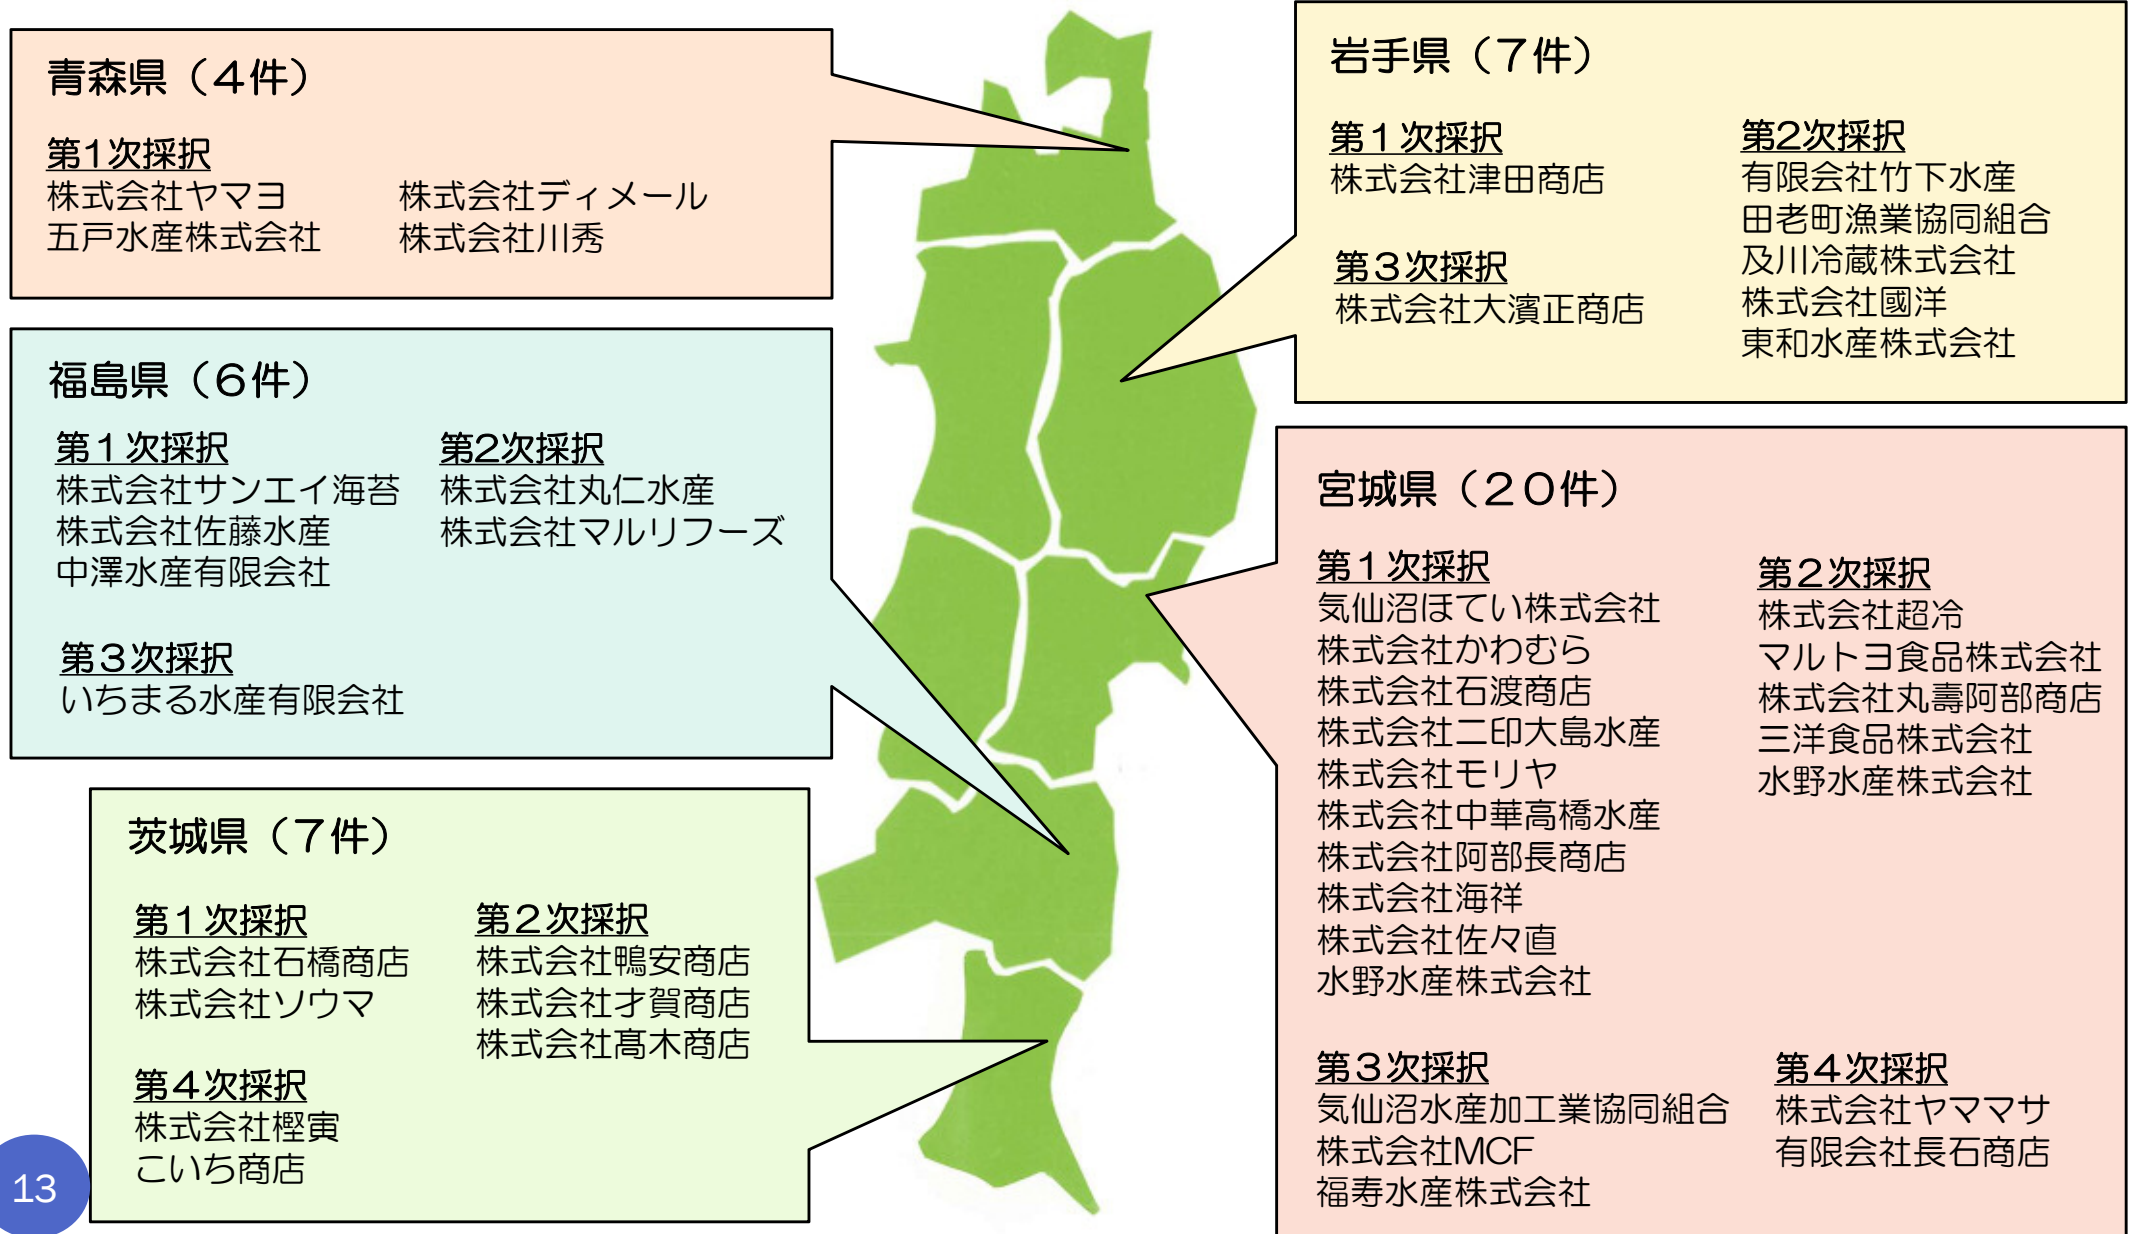 青森県（４件）
第1次採択
株式会社ヤマヨ
五戸水産株式会社
株式会社ディメール
株式会社川秀
岩手県（７件）
第１次採択
株式会社津田商店
第３次採択
株式会社大濱正商店
第2次採択
有限会社竹下水産
田老町漁業協同組合
及川冷蔵株式会社
株式会社國洋
東和水産株式会社
福島県（６件）
第１次採択
株式会社サンエイ海苔
株式会社佐藤水産
中澤水産有限会社
第2次採択
株式会社丸仁水産
株式会社マルリフーズ
第３次採択
いちまる水産有限会社
宮城県（２０件）
第１次採択
気仙沼ほてい株式会社
株式会社かわむら
株式会社石渡商店
株式会社二印大島水産
株式会社モリヤ
株式会社中華高橋水産
株式会社阿部長商店
株式会社海祥
株式会社佐々直
水野水産株式会社
第２次採択
株式会社超冷
マルトヨ食品株式会社
株式会社丸壽阿部商店
三洋食品株式会社
水野水産株式会社
第３次採択
気仙沼水産加工業協同組合
株式会社MCF
福寿水産株式会社
第４次採択
株式会社ヤママサ
有限会社長石商店
茨城県（７件）
第１次採択
株式会社石橋商店
株式会社ソウマ
第２次採択
株式会社鴨安商店
株式会社才賀商店
株式会社髙木商店
第４次採択
株式会社樫寅
こいち商店
13